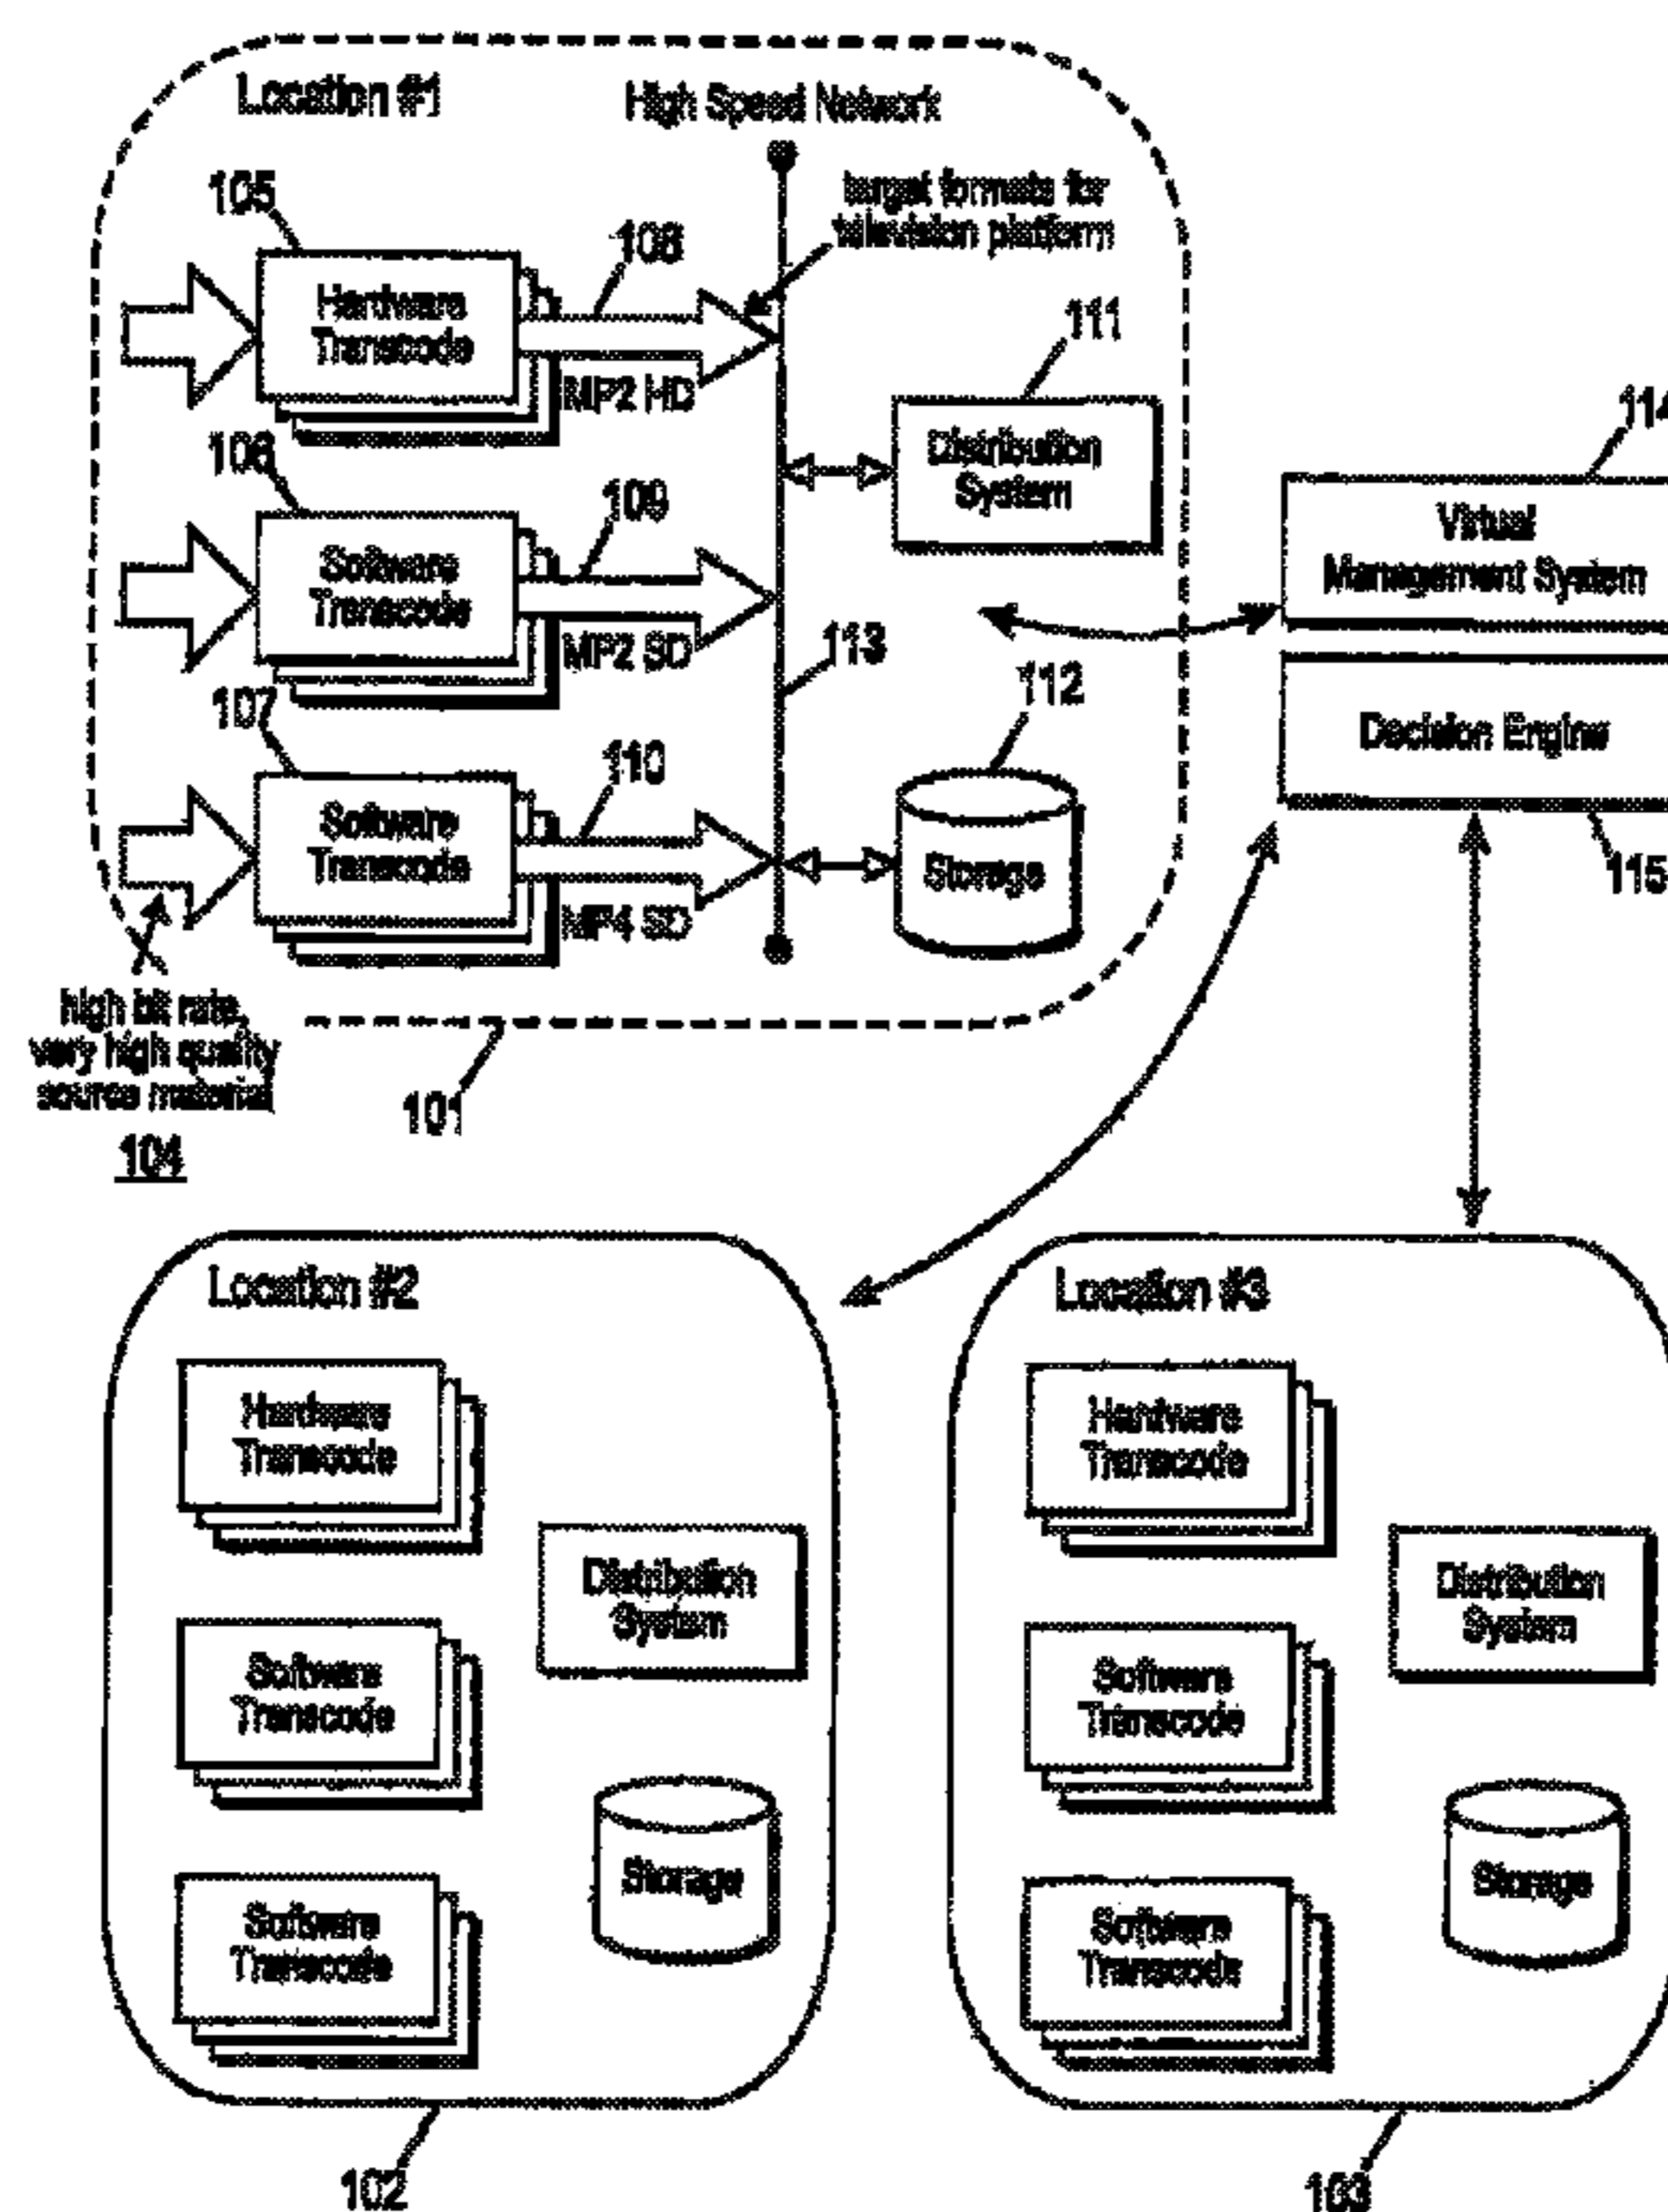 Location #1
High Speed Network
target formats for
television platform
105
108
Hardware
Transcode
MP2 HD
111
Distribution
System
114
Virtual
Management System
106
109
Software
Transcode
MP2 SD
113
112
Decision Engine
115
107
110
Software
Transcode
MP4 SD
Storage
high bit rate,
very high quality
source material
104
101
Location #2
Hardware
Transcode
Distribution
System
Software
Transcode
Storage
Software
Transcode
102
Location #3
Hardware
Transcode
Distribution
System
Software
Transcode
Storage
Software
Transcode
103